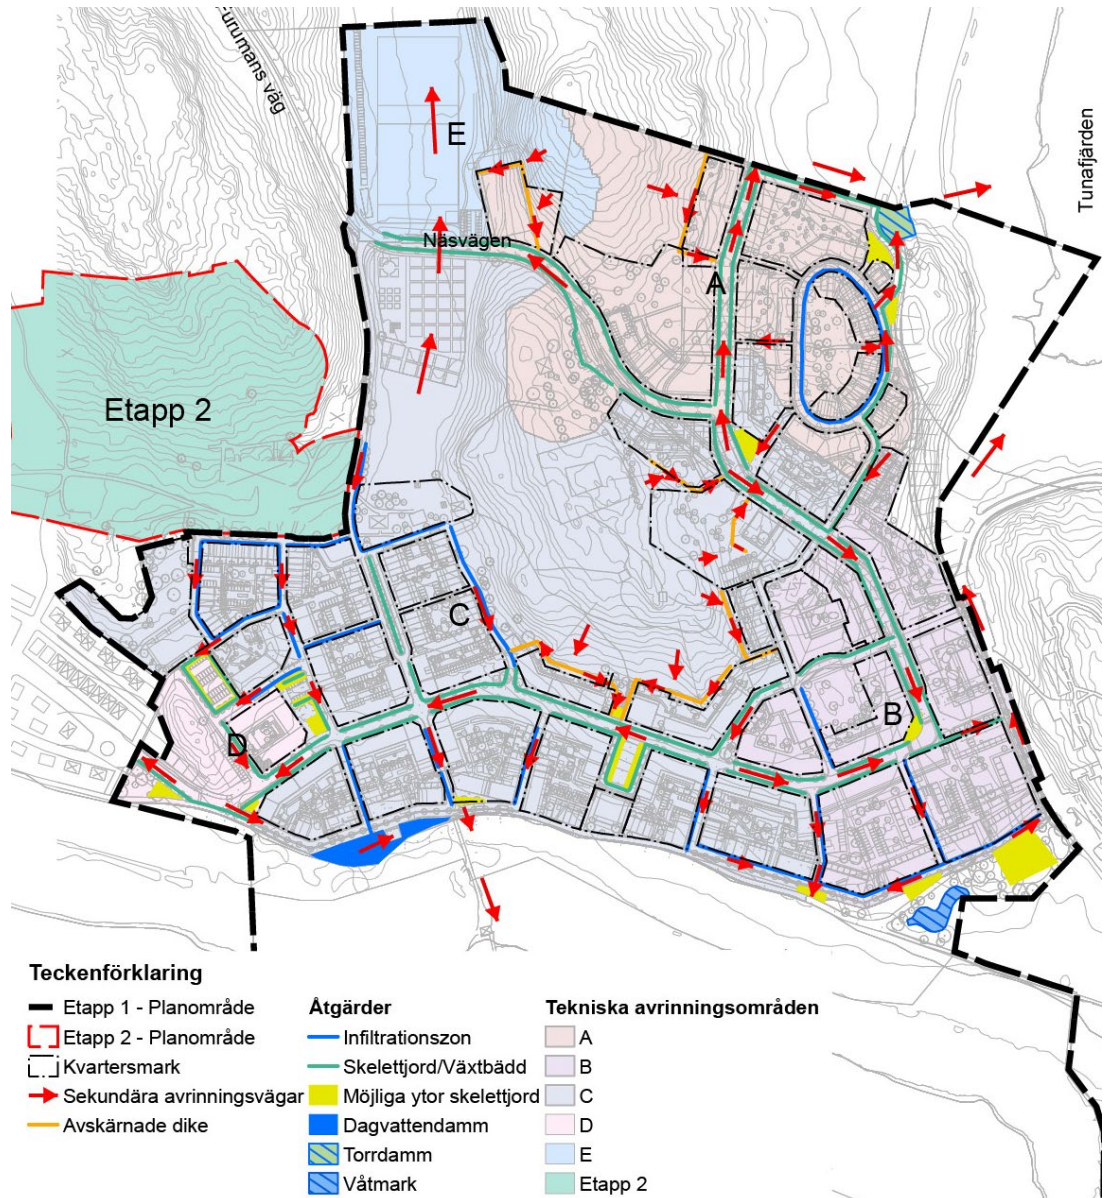 Furumans väg
E
Tunafjärden
Näsvägen
A
Etapp 2
C
B
D
Teckenförklaring
Etapp 1 - Planområde
Etapp 2 - Planområde
Kvartersmark
Sekundära avrinningsvägar
Avskärnade dike
Åtgärder
Infiltrationszon
Skelettjord/Växtbädd
Möjliga ytor skelettjord
Dagvattendamm
Torrdamm
Våtmark
Tekniska avrinningsområden
A
B
C
D
E
Etapp 2